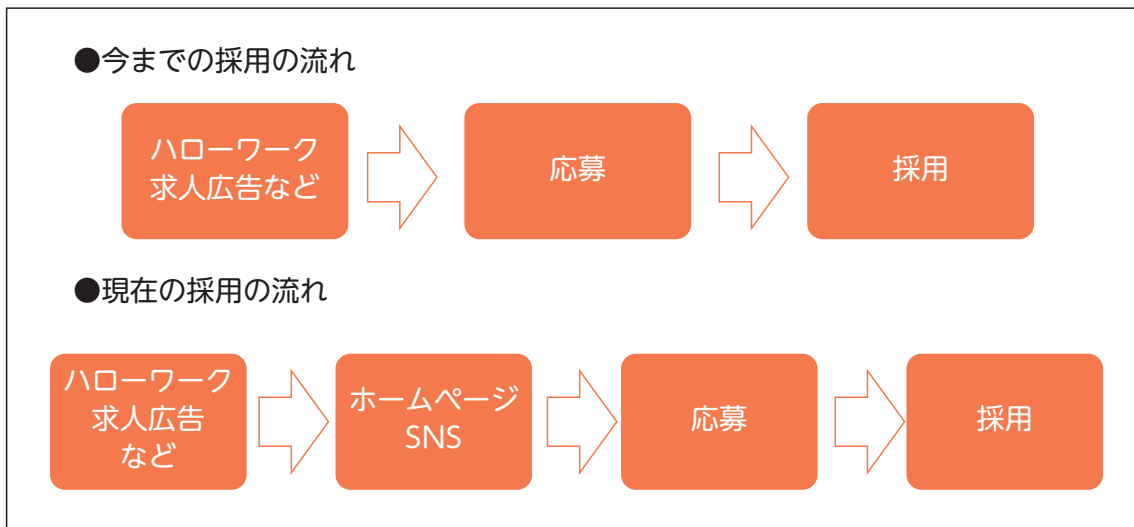 ●今までの採用の流れ
ハローワーク
求人広告など
応募
採用
●現在の採用の流れ
ハローワーク
求人広告
など
ホームページ
SNS
応募
採用